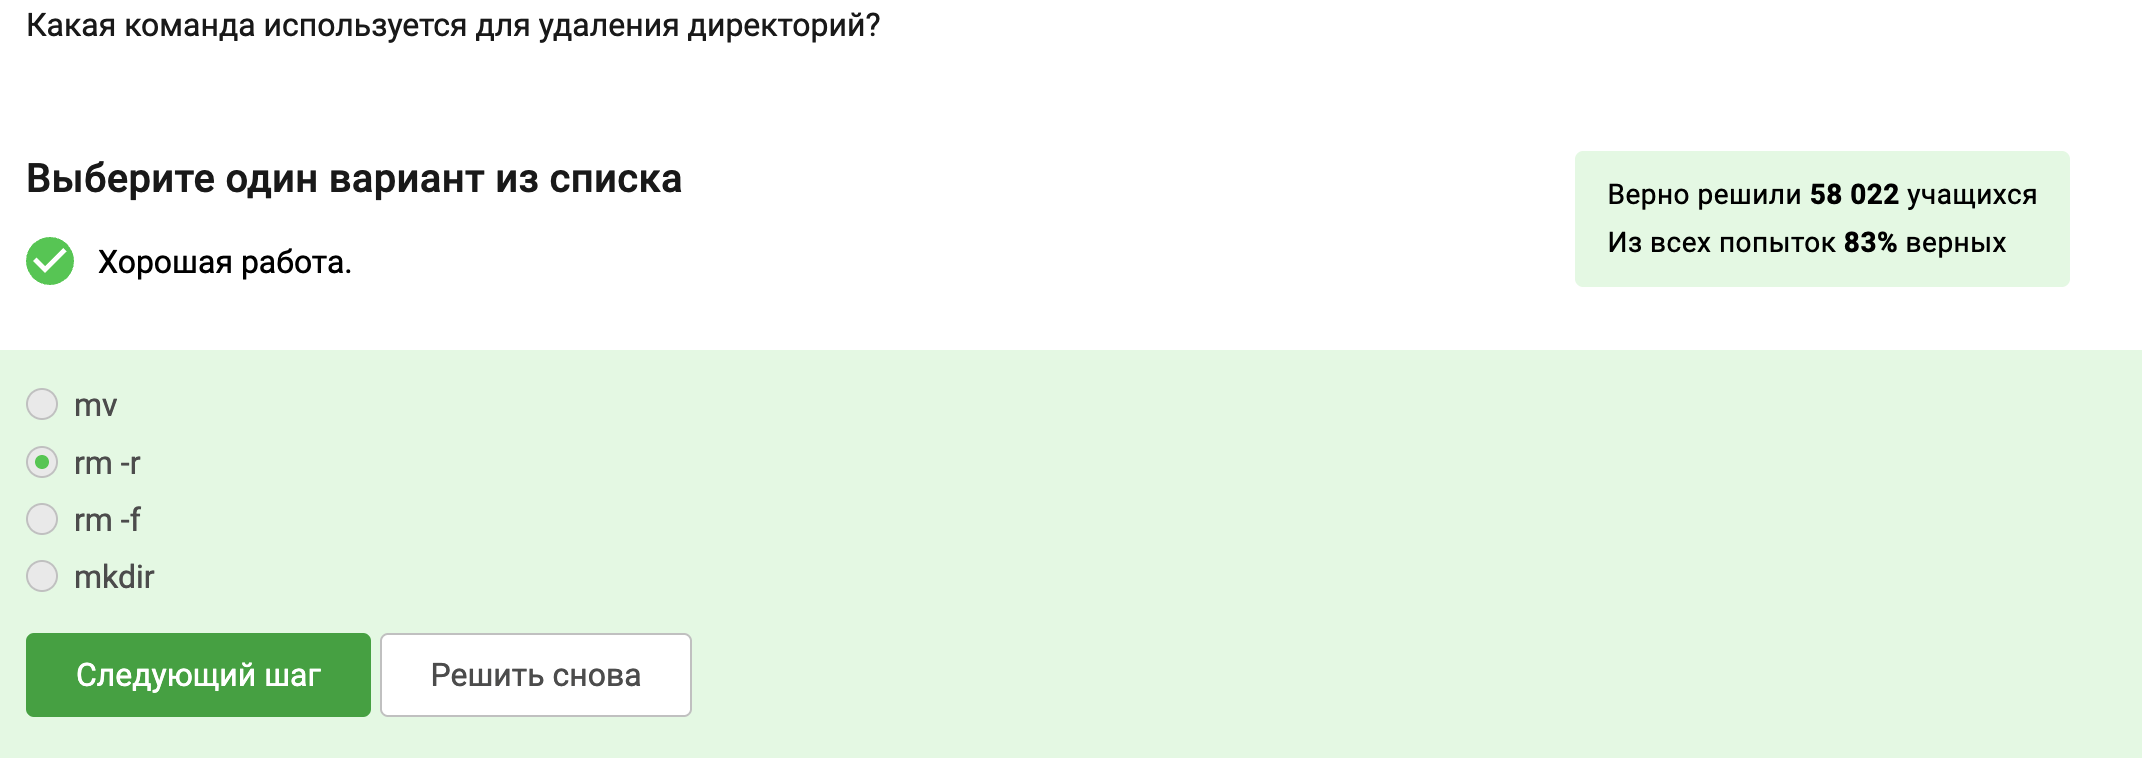 Какая команда используется для удаления директорий?
Выберите один вариант из списка
Хорошая работа.
Верно решили 58 022 учащихся
Из всех попыток 83% верных
mv
rm -r
rm -f
mkdir
Следующий шаг
Решить снова